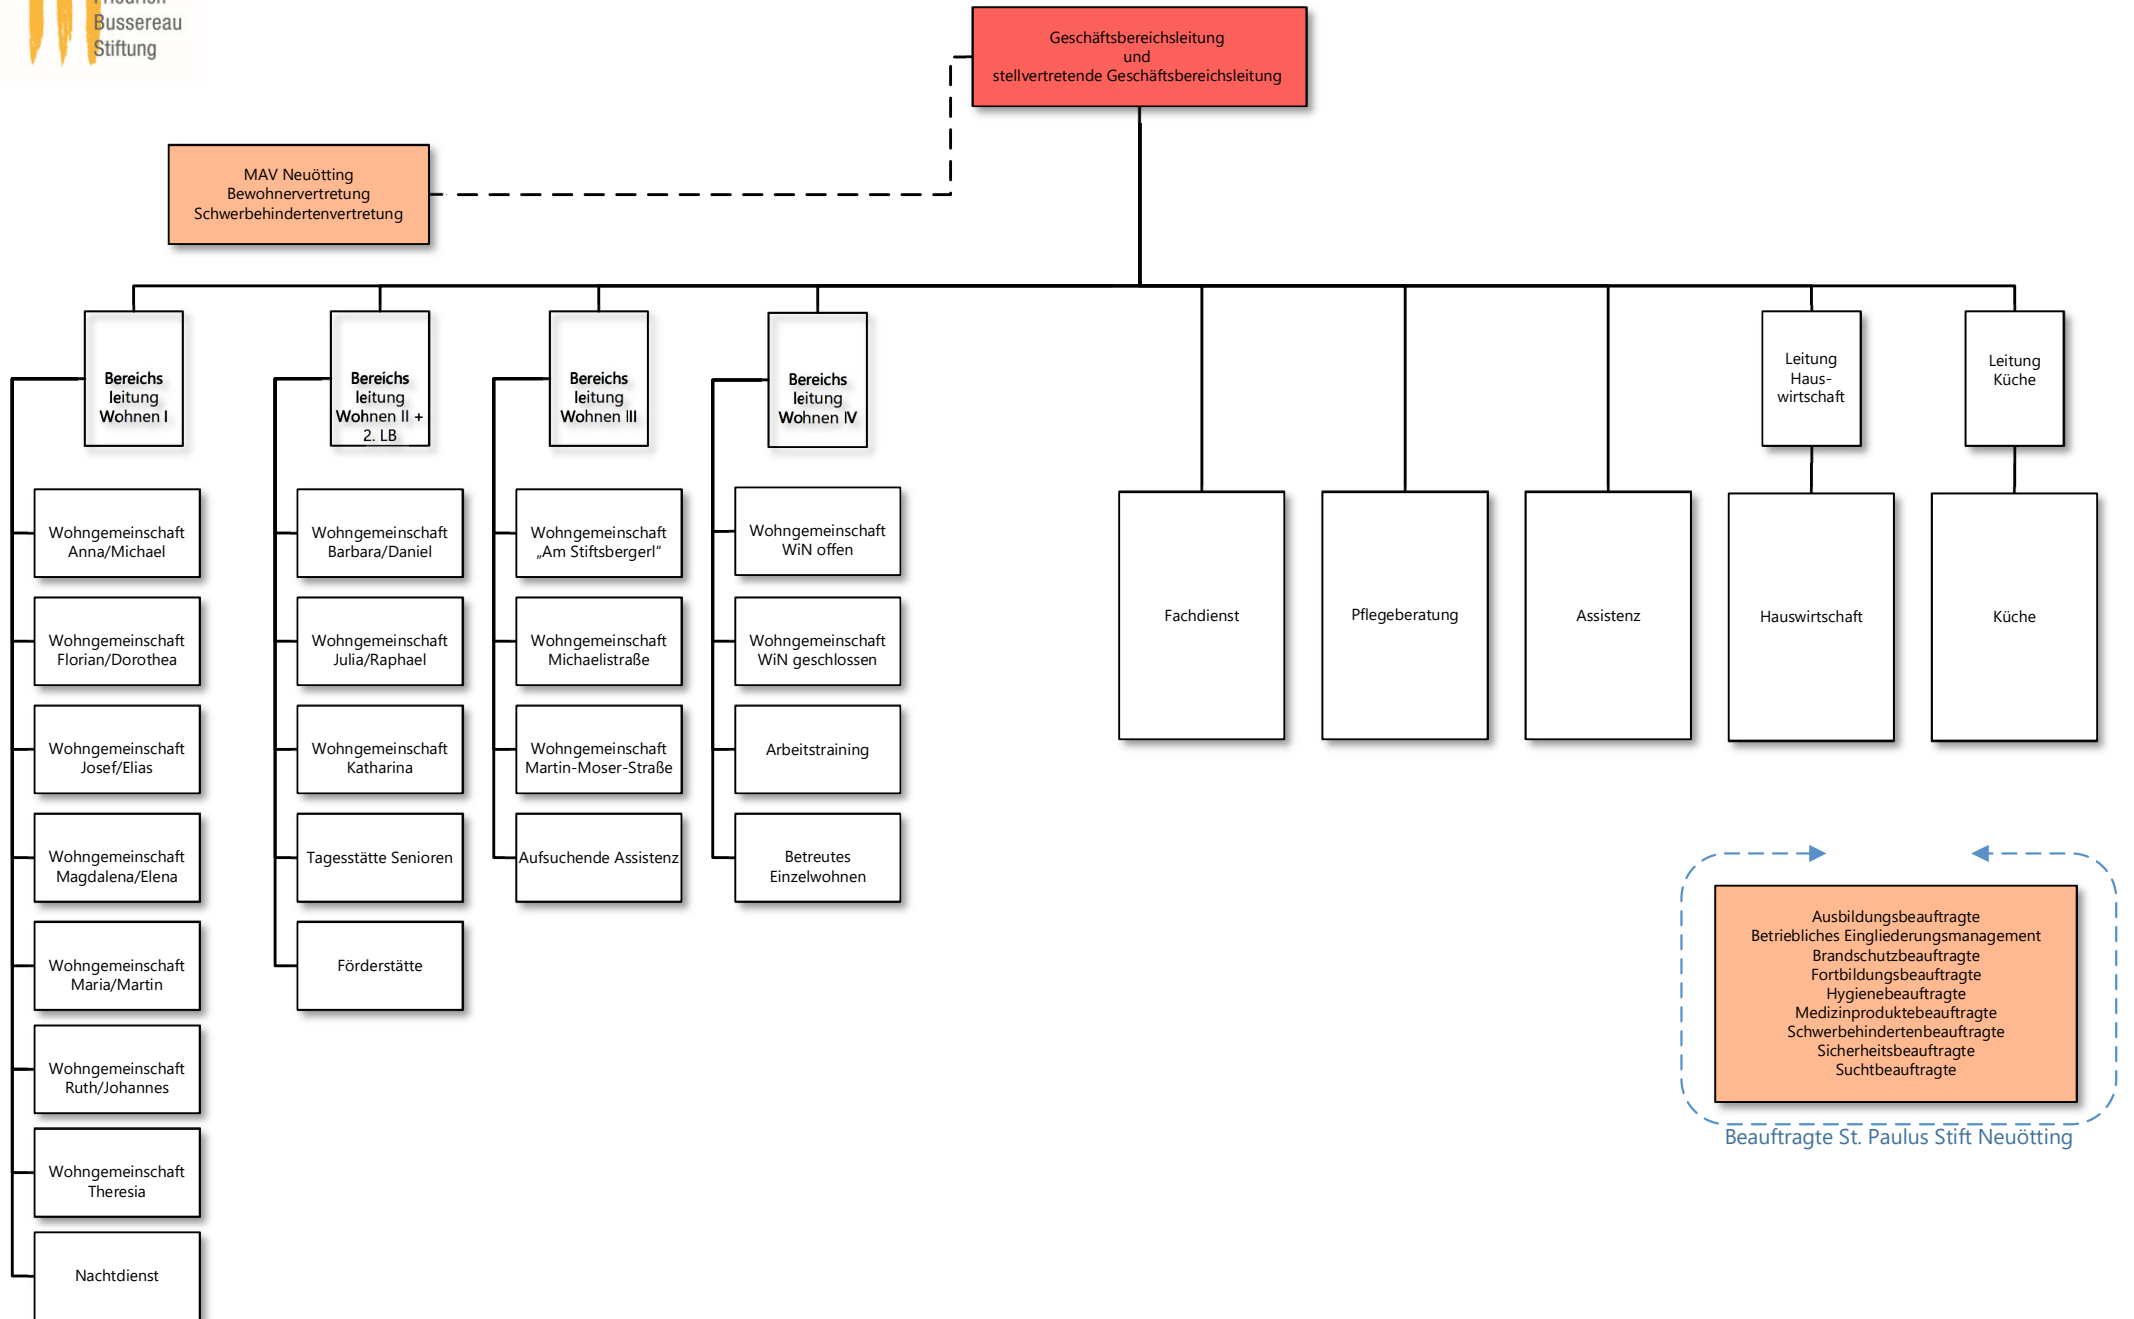 Bussereau
Stiftung
Geschäftsbereichsleitung
und
stellvertretende Geschäftsbereichsleitung
MAV Neuötting
Bewohnervertretung
Schwerbehindertenvertretung
Bereichs
leitung
Wohnen I
Bereichs
leitung
Wohnen II +
2. LB
Bereichs
leitung
Wohnen III
Bereichs
leitung
Wohnen IV
Leitung
Haus-
wirtschaft
Leitung
Küche
Wohngemeinschaft
Anna/Michael
Wohngemeinschaft
Florian/Dorothea
Wohngemeinschaft
Josef/Elias
Wohngemeinschaft
Magdalena/Elena
Wohngemeinschaft
Maria/Martin
Wohngemeinschaft
Ruth/Johannes
Wohngemeinschaft
Theresia
Nachtdienst
Wohngemeinschaft
Barbara/Daniel
Wohngemeinschaft
Julia/Raphael
Wohngemeinschaft
Katharina
Tagesstätte Senioren
Förderstätte
Wohngemeinschaft
„Am Stiftsbergerl“
Wohngemeinschaft
Michaelistraße
Wohngemeinschaft
Martin-Moser-Straße
Aufsuchende Assistenz
Wohngemeinschaft
WiN offen
Wohngemeinschaft
WiN geschlossen
Arbeitstraining
Betreutes
Einzelwohnen
Fachdienst
Pflegeberatung
Assistenz
Hauswirtschaft
Küche
Ausbildungsbeauftragte
Betriebliches Eingliederungsmanagement
Brandschutzbeauftragte
Fortbildungsbeauftragte
Hygienebeauftragte
Medizinproduktebeauftragte
Schwerbehindertenbeauftragte
Sicherheitsbeauftragte
Suchtbeauftragte
Beauftragte St. Paulus Stift Neuötting